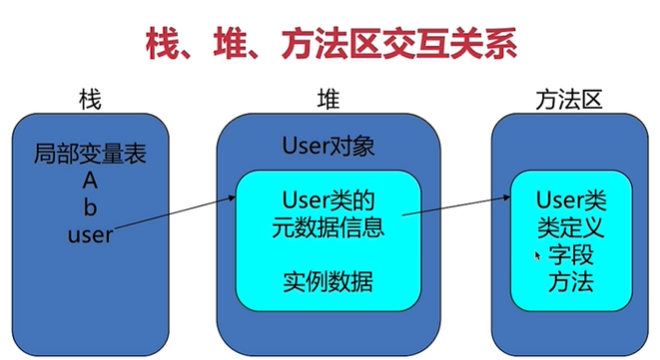 栈、堆、方法区交互关系
栈
局部变量表
A
b
user
堆
User对象
User类的
元数据信息
实例数据
方法区
User类
类定义
字段
方法